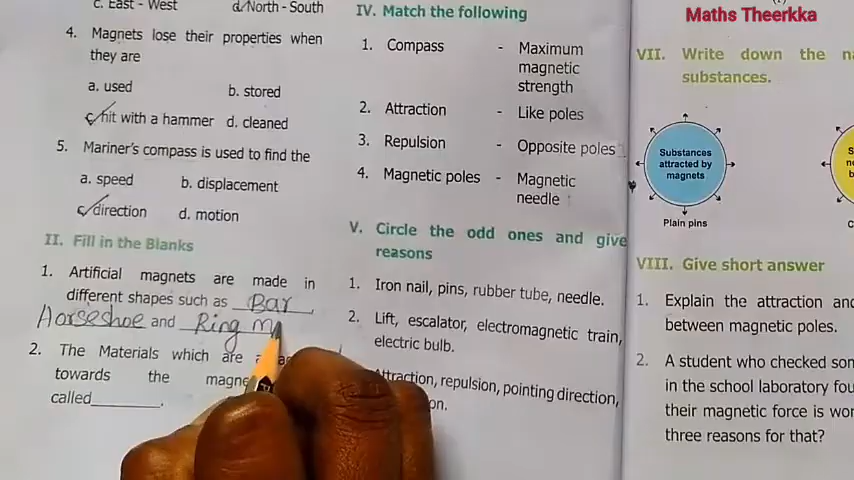 c. East - West d. North - South
4. Magnets lose their properties when
they are
a. used b. stored
c. hit with a hammer d. cleaned
5. Mariner's compass is used to find the
a. speed b. displacement
c. direction d. motion
II. Fill in the Blanks
1. Artificial magnets are made in
different shapes such as Bar,
Horseshoe and Ring m
2. The Materials which are
towards the
called________.
IV. Match the following
1. Compass - Maximum
magnetic
strength
2. Attraction - Like poles
3. Repulsion - Opposite poles
4. Magnetic poles - Magnetic
needle
V. Circle the odd ones and give
reasons
1. Iron nail, pins, rubber tube, needle.
2. Lift, escalator, electromagnetic train,
electric bulb.
Attraction, repulsion, pointing direction,
Maths Theerkka
VII. Write down the
substances.
Substances
attracted by
magnets
Plain pins
VIII. Give short answer
1. Explain the attraction
between magnetic poles.
2. A student who checked
in the school laboratory
their magnetic force is
three reasons for that?